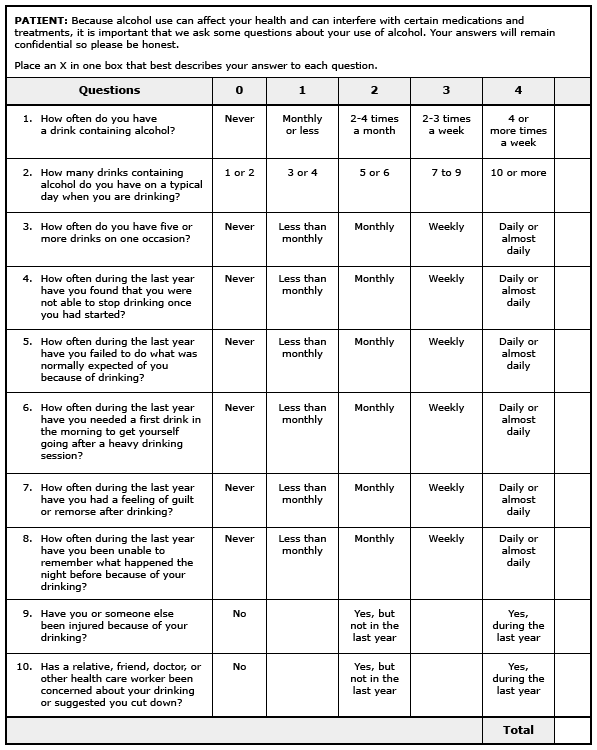 PATIENT: Because alcohol use can affect your health and can interfere with certain medications and
treatments, it is important that we ask some questions about your use of alcohol. Your answers will remain
confidential so please be honest.
Place an X in one box that best describes your answer to each question.
Questions 0 1 2 3 4
1. How often do you have
a drink containing alcohol?
Never
Monthly
or less
2-4 times
a month
2-3 times
a week
4 or
more times
a week
2. How many drinks containing
alcohol do you have on a typical
day when you are drinking?
1 or 2
3 or 4
5 or 6
7 to 9
10 or more
3. How often do you have five or
more drinks on one occasion?
Never
Less than
monthly
Monthly
Weekly
Daily or
almost
daily
4. How often during the last year
have you found that you were
not able to stop drinking once
you had started?
Never
Less than
monthly
Monthly
Weekly
Daily or
almost
daily
5. How often during the last year
have you failed to do what was
normally expected of you
because of drinking?
Never
Less than
monthly
Monthly
Weekly
Daily or
almost
daily
6. How often during the last year
have you needed a first drink in
the morning to get yourself
going after a heavy drinking
session?
Never
Less than
monthly
Monthly
Weekly
Daily or
almost
daily
7. How often during the last year
have you had a feeling of guilt
or remorse after drinking?
Never
Less than
monthly
Monthly
Weekly
Daily or
almost
daily
8. How often during the last year
have you been unable to
remember what happened the
night before because of your
drinking?
Never
Less than
monthly
Monthly
Weekly
Daily or
almost
daily
9. Have you or someone else
been injured because of your
drinking?
No
Yes, but
not in the
last year
Yes,
during the
last year
10. Has a relative, friend, doctor, or
other health care worker been
concerned about your drinking
or suggested you cut down?
No
Yes, but
not in the
last year
Yes,
during the
last year
Total